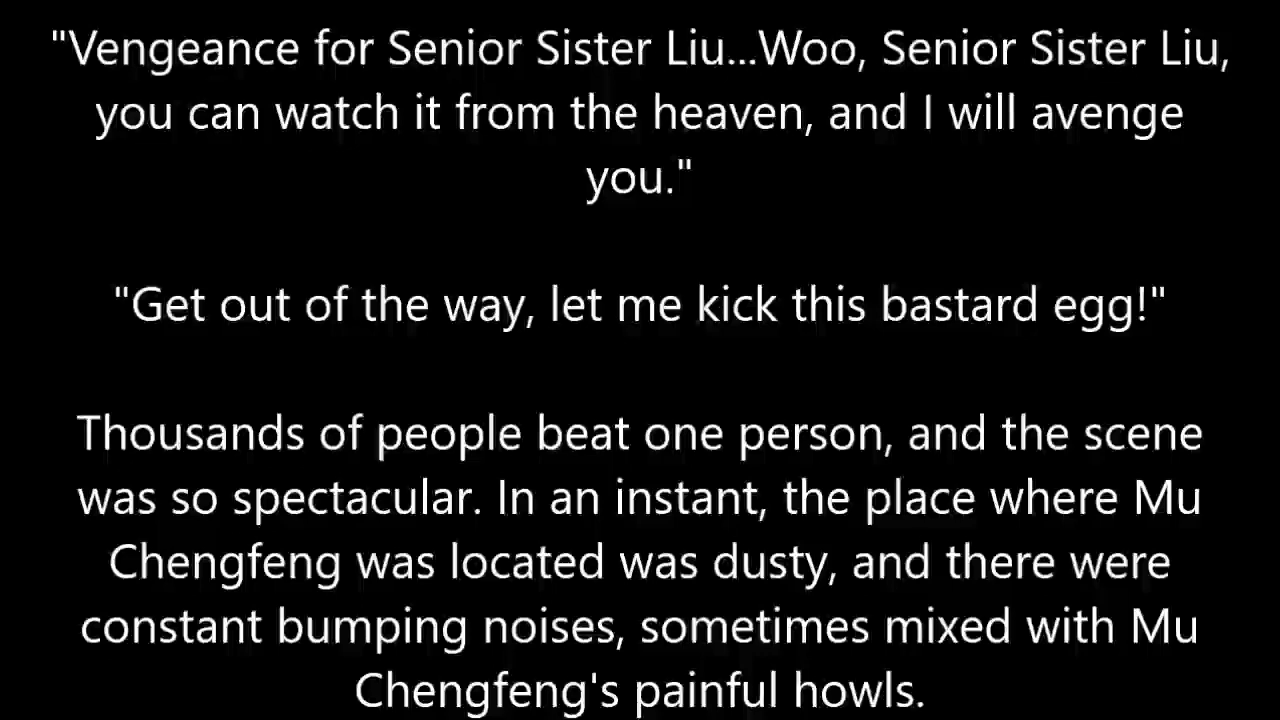 "Vengeance for Senior Sister Liu...Woo, Senior Sister Liu,
you can watch it from the heaven, and I will avenge
you."
"Get out of the way, let me kick this bastard egg!"
Thousands of people beat one person, and the scene
was so spectacular. In an instant, the place where Mu
Chengfeng was located was dusty, and there were
constant bumping noises, sometimes mixed with Mu
Chengfeng's painful howls.